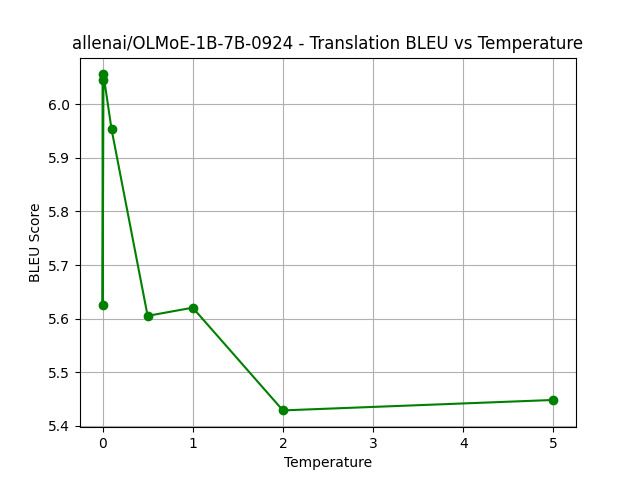 allenai/OLMoE-1B-7B-0924 - Translation BLEU vs Temperature
6.0
5.9
5.8
5.7
5.6
5.5
5.4
BLEU Score
0 1 2 3 4 5
Temperature